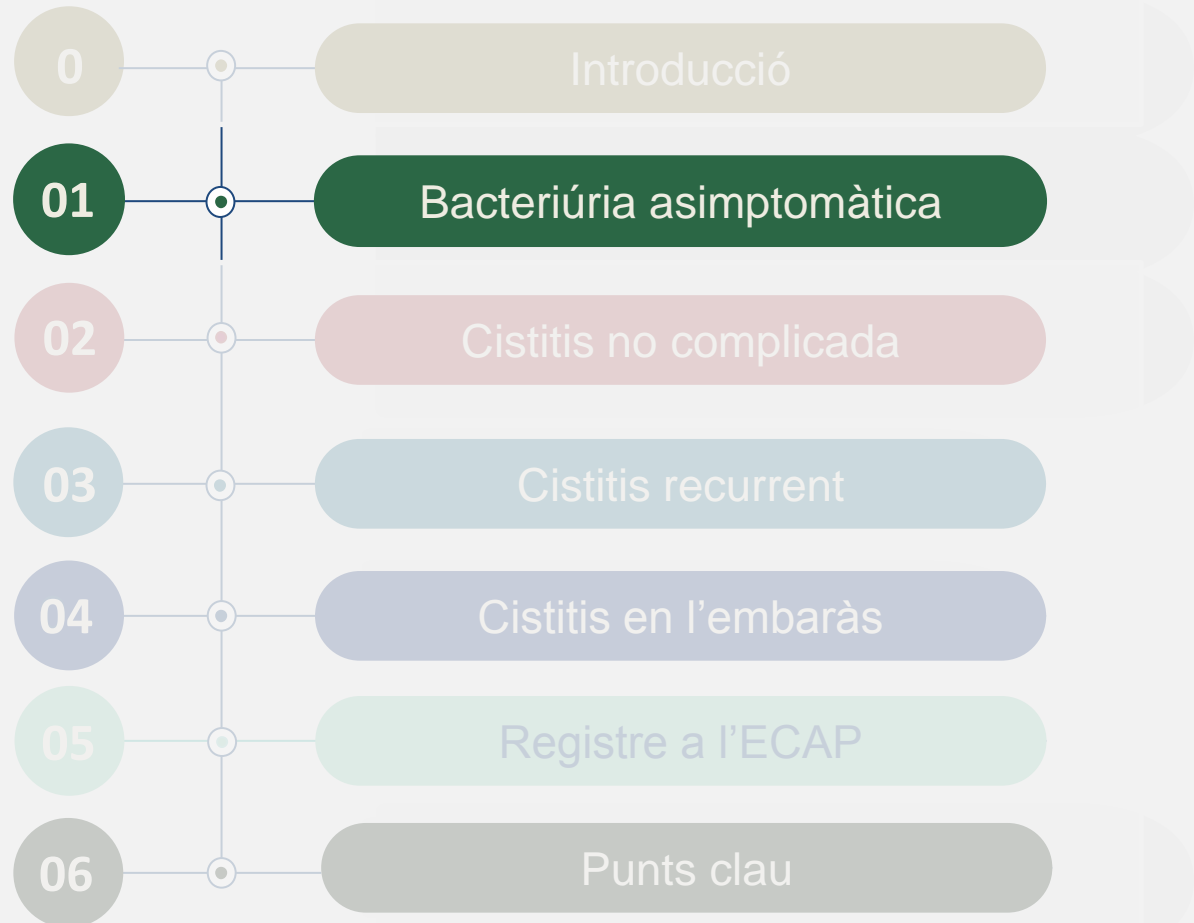 0
Introducció
01
Bacteriúria asimptomàtica
02
Cistitis no complicada
03
Cistitis recurrent
04
Cistitis en l’embaràs
05
Registre a l’ECAP
06
Punts clau